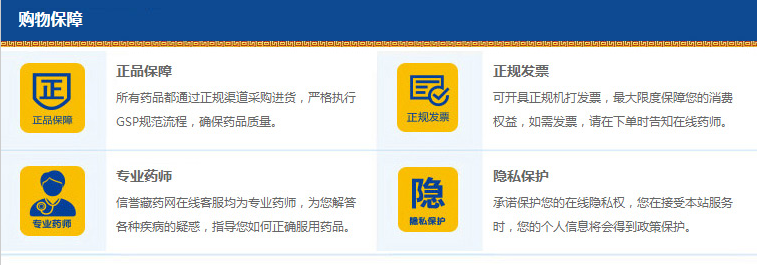 购物保障
正
正品保障
正品保障
所有药品都通过正规渠道采购进货，严格执行
GSP规范流程，确保药品质量。
正规发票
正规发票
可开具正规机打发票，最大限度保障您的消费
权益，如需发票，请在下单时告知在线药师。
专业药师
专业药师
信誉藏药网在线客服均为专业药师，为您解答
各种疾病的疑惑，指导您如何正确服用药品。
隐
隐私保护
隐私保护
承诺保护您的在线隐私权，您在接受本站服务
时，您的个人信息将会得到政策保护。